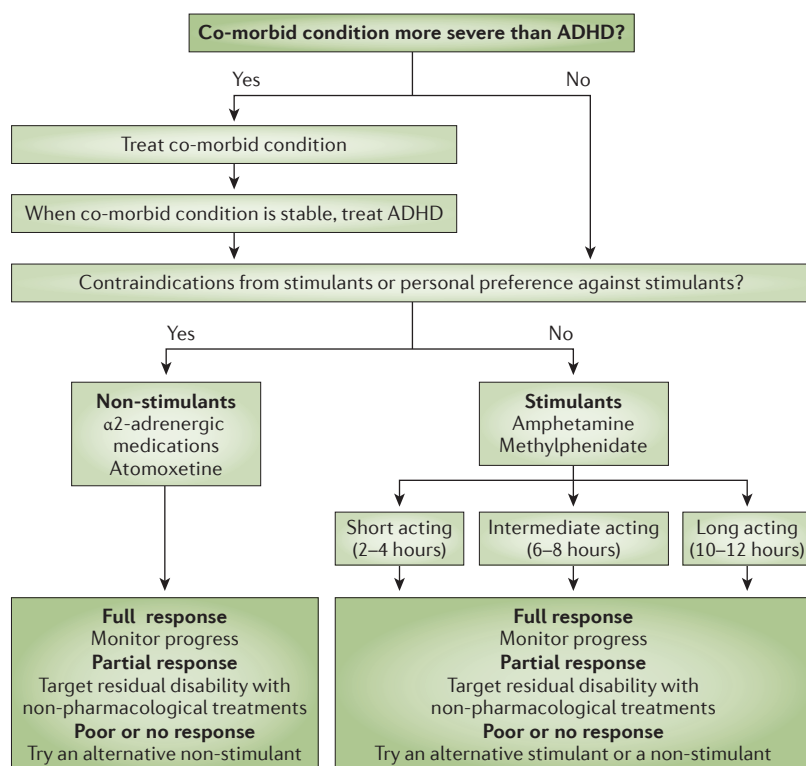 Co-morbid condition more severe than ADHD?
Yes
No
Treat co-morbid condition
When co-morbid condition is stable, treat ADHD
Contraindications from stimulants or personal preference against stimulants?
Yes
No
Non-stimulants
α2-adrenergic
medications
Atomoxetine
Stimulants
Amphetamine
Methylphenidate
Short acting
(2–4 hours)
Intermediate acting
(6–8 hours)
Long acting
(10–12 hours)
Full response
Monitor progress
Partial response
Target residual disability with
non-pharmacological treatments
Poor or no response
Try an alternative non-stimulant
Full response
Monitor progress
Partial response
Target residual disability with
non-pharmacological treatments
Poor or no response
Try an alternative stimulant or a non-stimulant